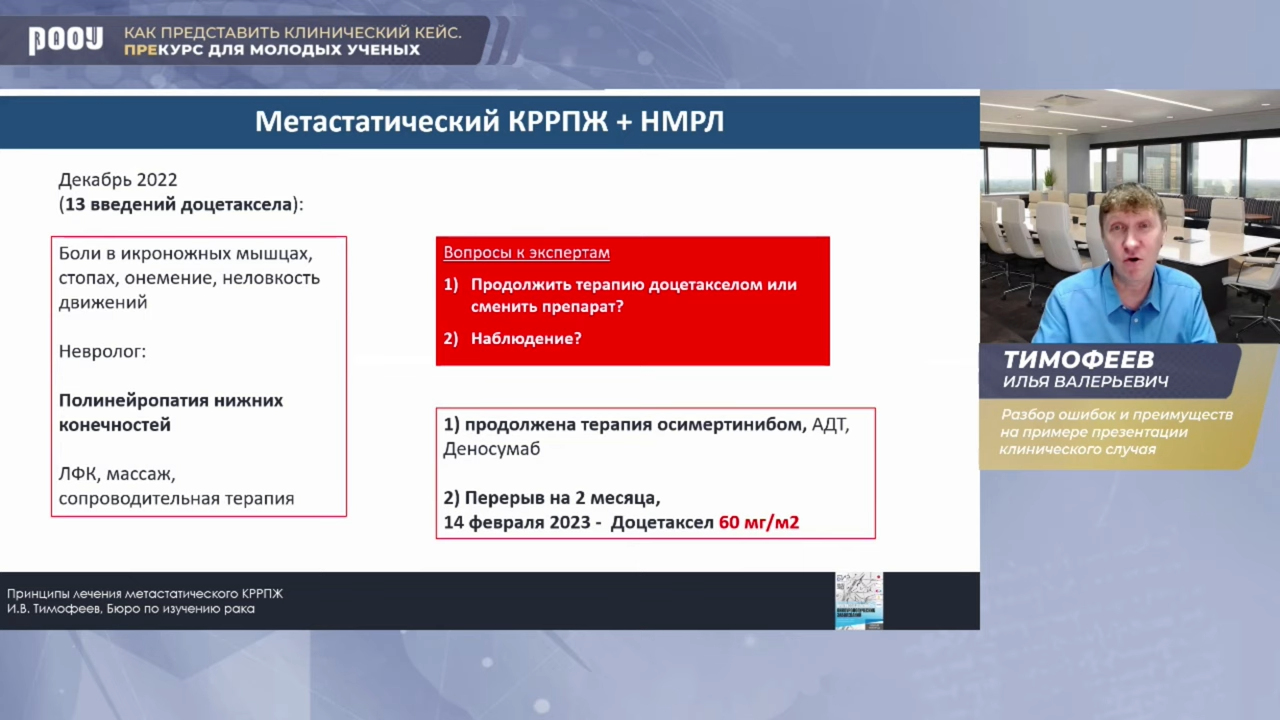 РООУ
КАК ПРЕДСТАВИТЬ КЛИНИЧЕСКИЙ КЕЙС.
ПРЕКУРС ДЛЯ МОЛОДЫХ УЧЕНЫХ
Метастатический КРРПЖ + НМРЛ
Декабрь 2022
(13 введений доцетаксела):
Боли в икроножных мышцах,
стопах, онемение, неловкость
движений
Невролог:
Полинейропатия нижних
конечностей
ЛФК, массаж,
сопроводительная терапия
Вопросы к экспертам
1) Продолжить терапию доцетакселом или
сменить препарат?
2) Наблюдение?
1) продолжена терапия осимертинибом, АДТ,
Деносумаб
2) Перерыв на 2 месяца,
14 февраля 2023 - Доцетаксел 60 мг/м2
ТИМОФЕЕВ
ИЛЬЯ ВАЛЕРЬЕВИЧ
Разбор ошибок и преимуществ
на примере презентации
клинического случая
Принципы лечения метастатического КРРПЖ
И.В. Тимофеев, Бюро по изучению рака